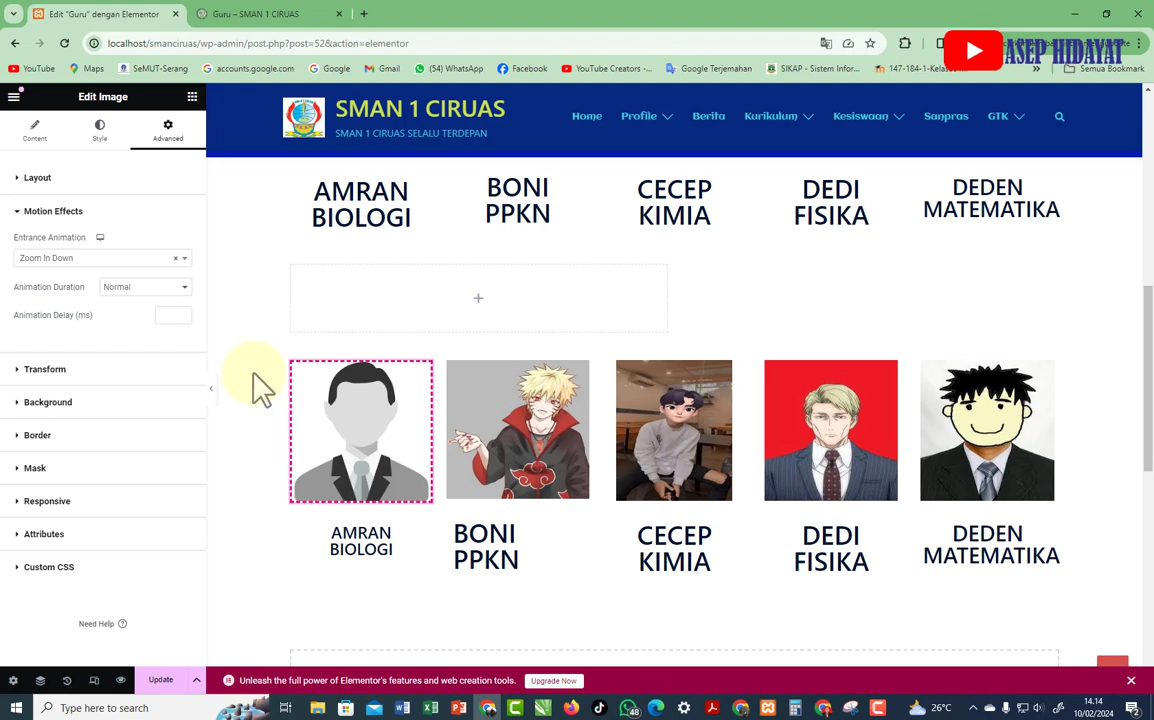 Edit "Guru" dengan Elementor
Guru – SMAN 1 CIRUAS
localhost/smanciruas/wp-admin/post.php?post=52&action=elementor
ASEP HIDAYAT
YouTube
Maps
SeMUT-Serang
accounts.google.com
Google
Gmail
(54) WhatsApp
Facebook
YouTube Creators -...
Google Terjemahan
SIKAP - Sistem Infor...
147-184-1-Kelas...
»
Semua Bookmark
Edit Image
Content
Style
Advanced
Layout
Motion Effects
Entrance Animation
Zoom In Down
Animation Duration
Normal
Animation Delay (ms)
Transform
Background
Border
Mask
Responsive
Attributes
Custom CSS
Need Help
Update
SMAN 1 CIRUAS
SMAN 1 CIRUAS SELALU TERDEPAN
Home
Profile
Berita
Kurikulum
Kesiswaan
Sanpras
GTK
AMRAN
BIOLOGI
BONI
PPKN
CECEP
KIMIA
DEDI
FISIKA
DEDEN
MATEMATIKA
AMRAN
BIOLOGI
BONI
PPKN
CECEP
KIMIA
DEDI
FISIKA
DEDEN
MATEMATIKA
Unleash the full power of Elementor's features and web creation tools.
Upgrade Now
Type here to search
48
26°C
14.14
10/02/2024
2